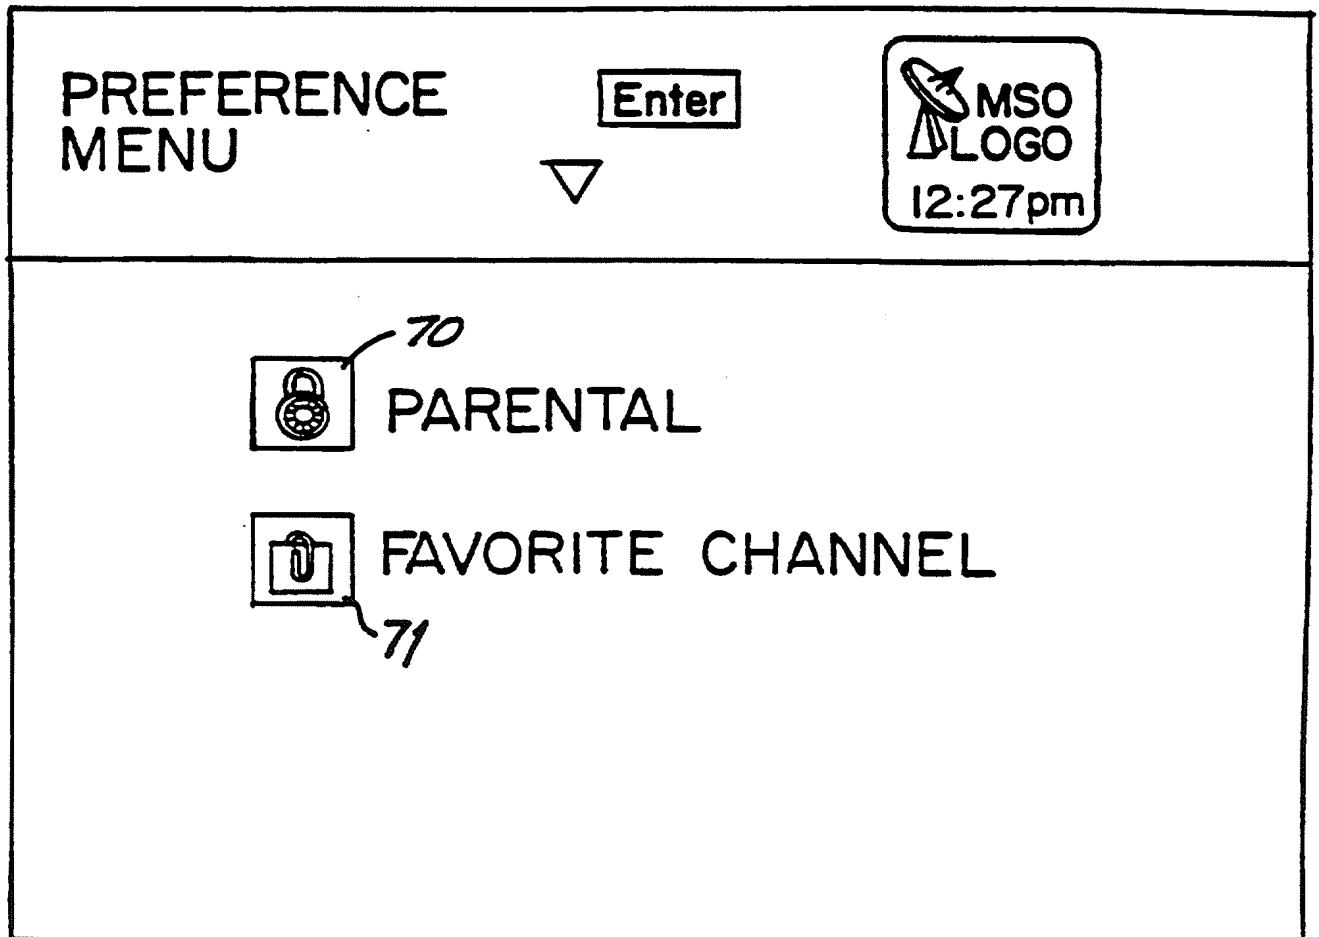 PREFERENCE
MENU
Enter
MSO
LOGO
12:27pm
70
PARENTAL
FAVORITE CHANNEL
71